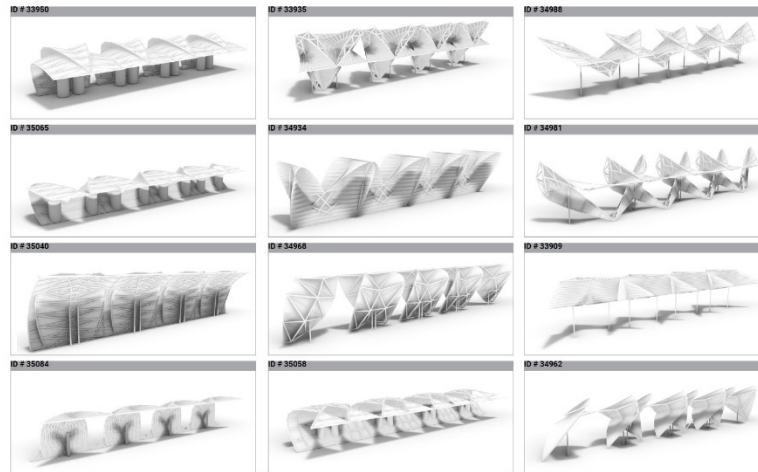 ID # 33950
ID # 33935
ID # 34988
ID # 35065
ID # 34934
ID # 34981
ID # 35040
ID # 34968
ID # 33909
ID # 35084
ID # 35058
ID # 34962